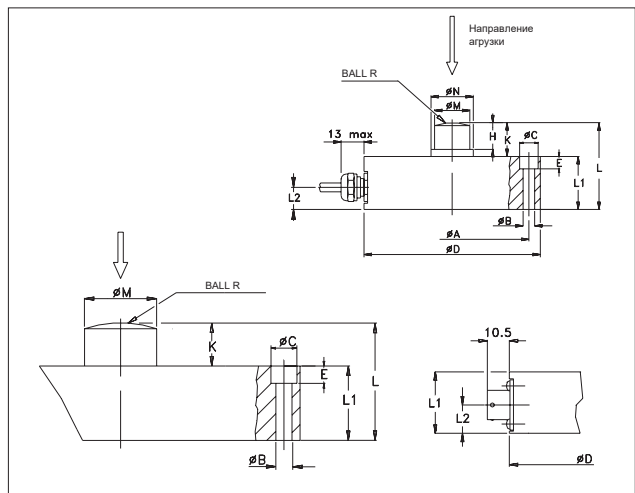 Направление
агрузки
BALL R
øN
øM
13 max
H
K
øC
E
L1
L
L2
øB
øA
øD
BALL R
øM
K
øC
E
L1
L
øB
10.5
L1
L2
øD